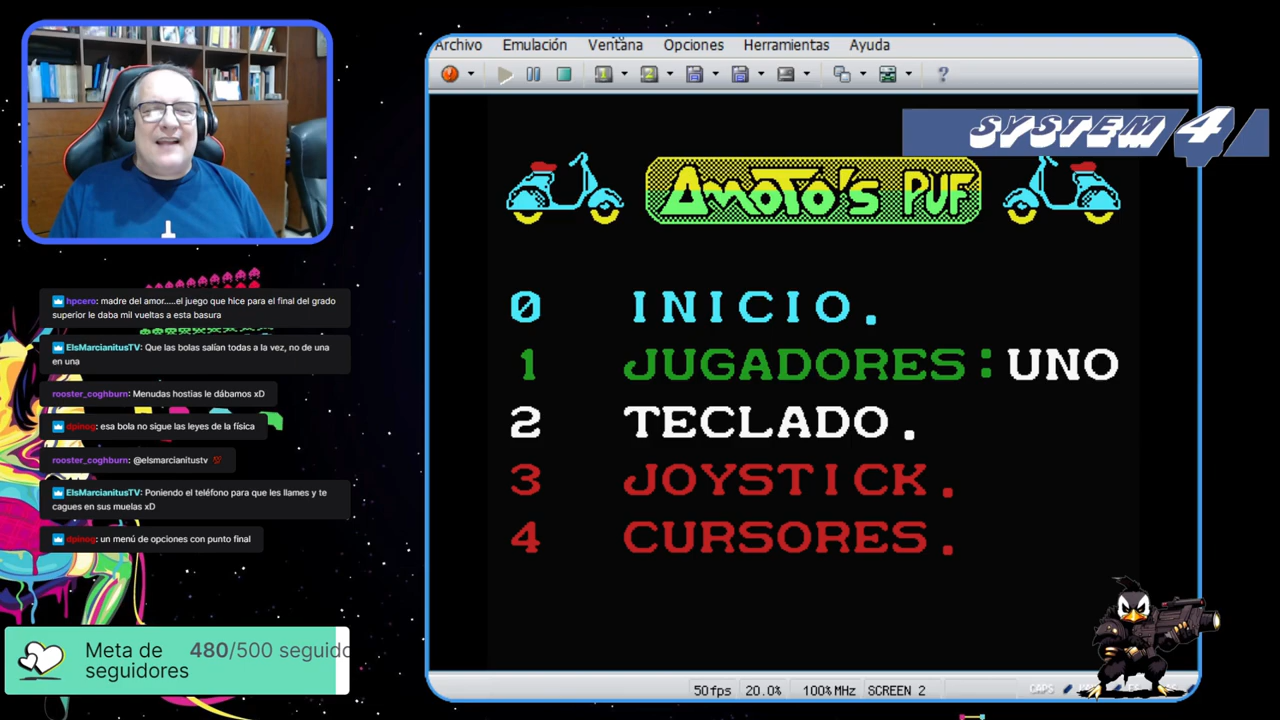 Archivo Emulación Ventana Opciones Herramientas Ayuda
SYSTEM 4
AMOTO'S PUF
0 INICIO.
1 JUGADORES: UNO
2 TECLADO.
3 JOYSTICK.
4 CURSORES.
hpcero: madre del amor.....el juego que hice para el final del grado
superior le daba mil vueltas a esta basura
ElsMarcianitusTV: Que las bolas salían todas a la vez, no de una
en una
rooster_coghburn: Menudas hostias le dábamos xD
dpinog: esa bola no sigue las leyes de la física
rooster_coghburn: @elsmarcianitustv 💯
ElsMarcianitusTV: Poniendo el teléfono para que les llames y te
cagues en sus muelas xD
dpinog: un menú de opciones con punto final
Meta de
seguidores
480/500 seguido
50fps 20.0% 100%MHz SCREEN 2
CAPS